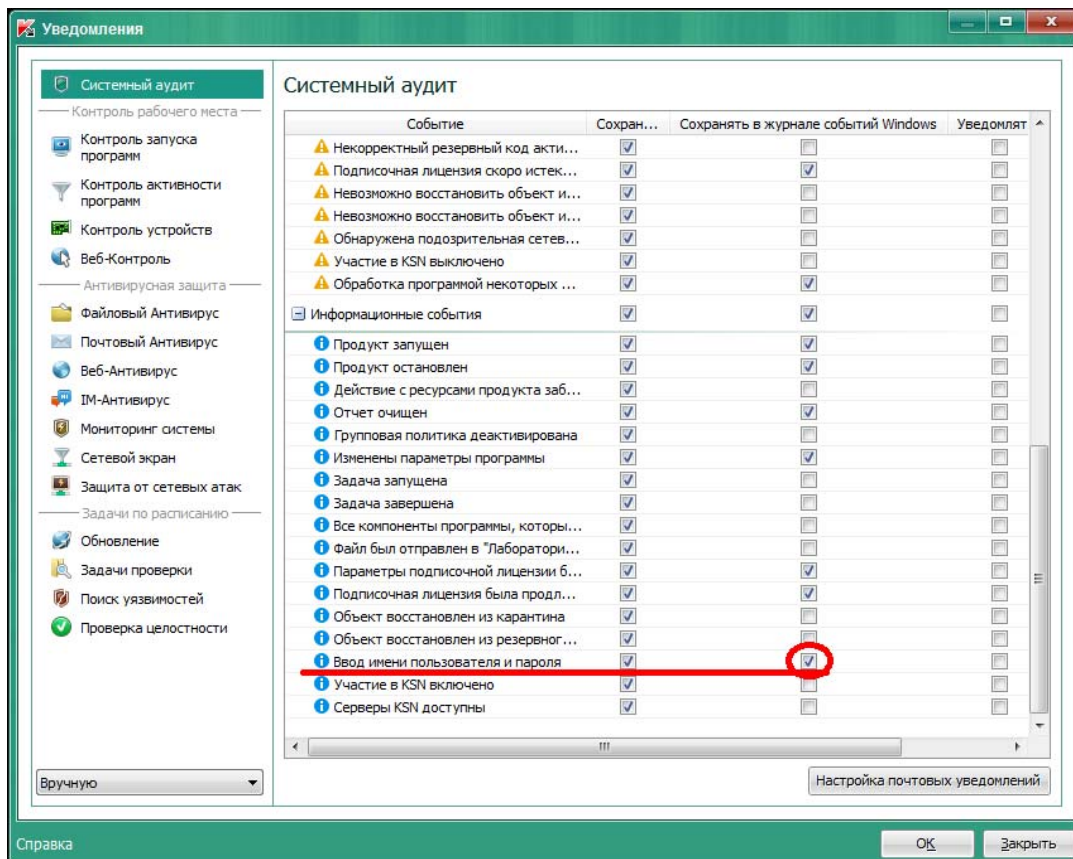 Уведомления
Системный аудит
Контроль рабочего места
Контроль запуска
программ
Контроль активности
программ
Контроль устройств
Веб-Контроль
Антивирусная защита
Файловый Антивирус
Почтовый Антивирус
Веб-Антивирус
IM-Антивирус
Мониторинг системы
Сетевой экран
Защита от сетевых атак
Задачи по расписанию
Обновление
Задачи проверки
Поиск уязвимостей
Проверка целостности
Вручную
Системный аудит
Событие Сохран... Сохранять в журнале событий Windows Уведомлят
Некорректный резервный код акти...
Подписочная лицензия скоро истек...
Невозможно восстановить объект и...
Невозможно восстановить объект и...
Обнаружена подозрительная сетев...
Участие в KSN выключено
Обработка программой некоторых ...
Информационные события
Продукт запущен
Продукт остановлен
Действие с ресурсами продукта заб...
Отчет очищен
Групповая политика деактивирована
Изменены параметры программы
Задача запущена
Задача завершена
Все компоненты программы, которы...
Файл был отправлен в "Лаборатори...
Параметры подписочной лицензии б...
Подписочная лицензия была продл...
Объект восстановлен из карантина
Объект восстановлен из резервног...
Ввод имени пользователя и пароля
Участие в KSN включено
Серверы KSN доступны
Настройка почтовых уведомлений
Справка
OK
Закрыть